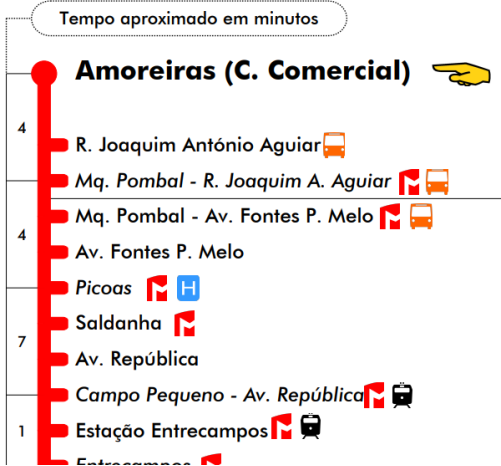 Tempo aproximado em minutos
Amoreiras (C. Comercial)
4
R. Joaquim António Aguiar
Mq. Pombal - R. Joaquim A. Aguiar
Mq. Pombal - Av. Fontes P. Melo
4
Av. Fontes P. Melo
Picoas H
Saldanha
7
Av. República
Campo Pequeno - Av. República
1
Estação Entrecampos
Entrecampos